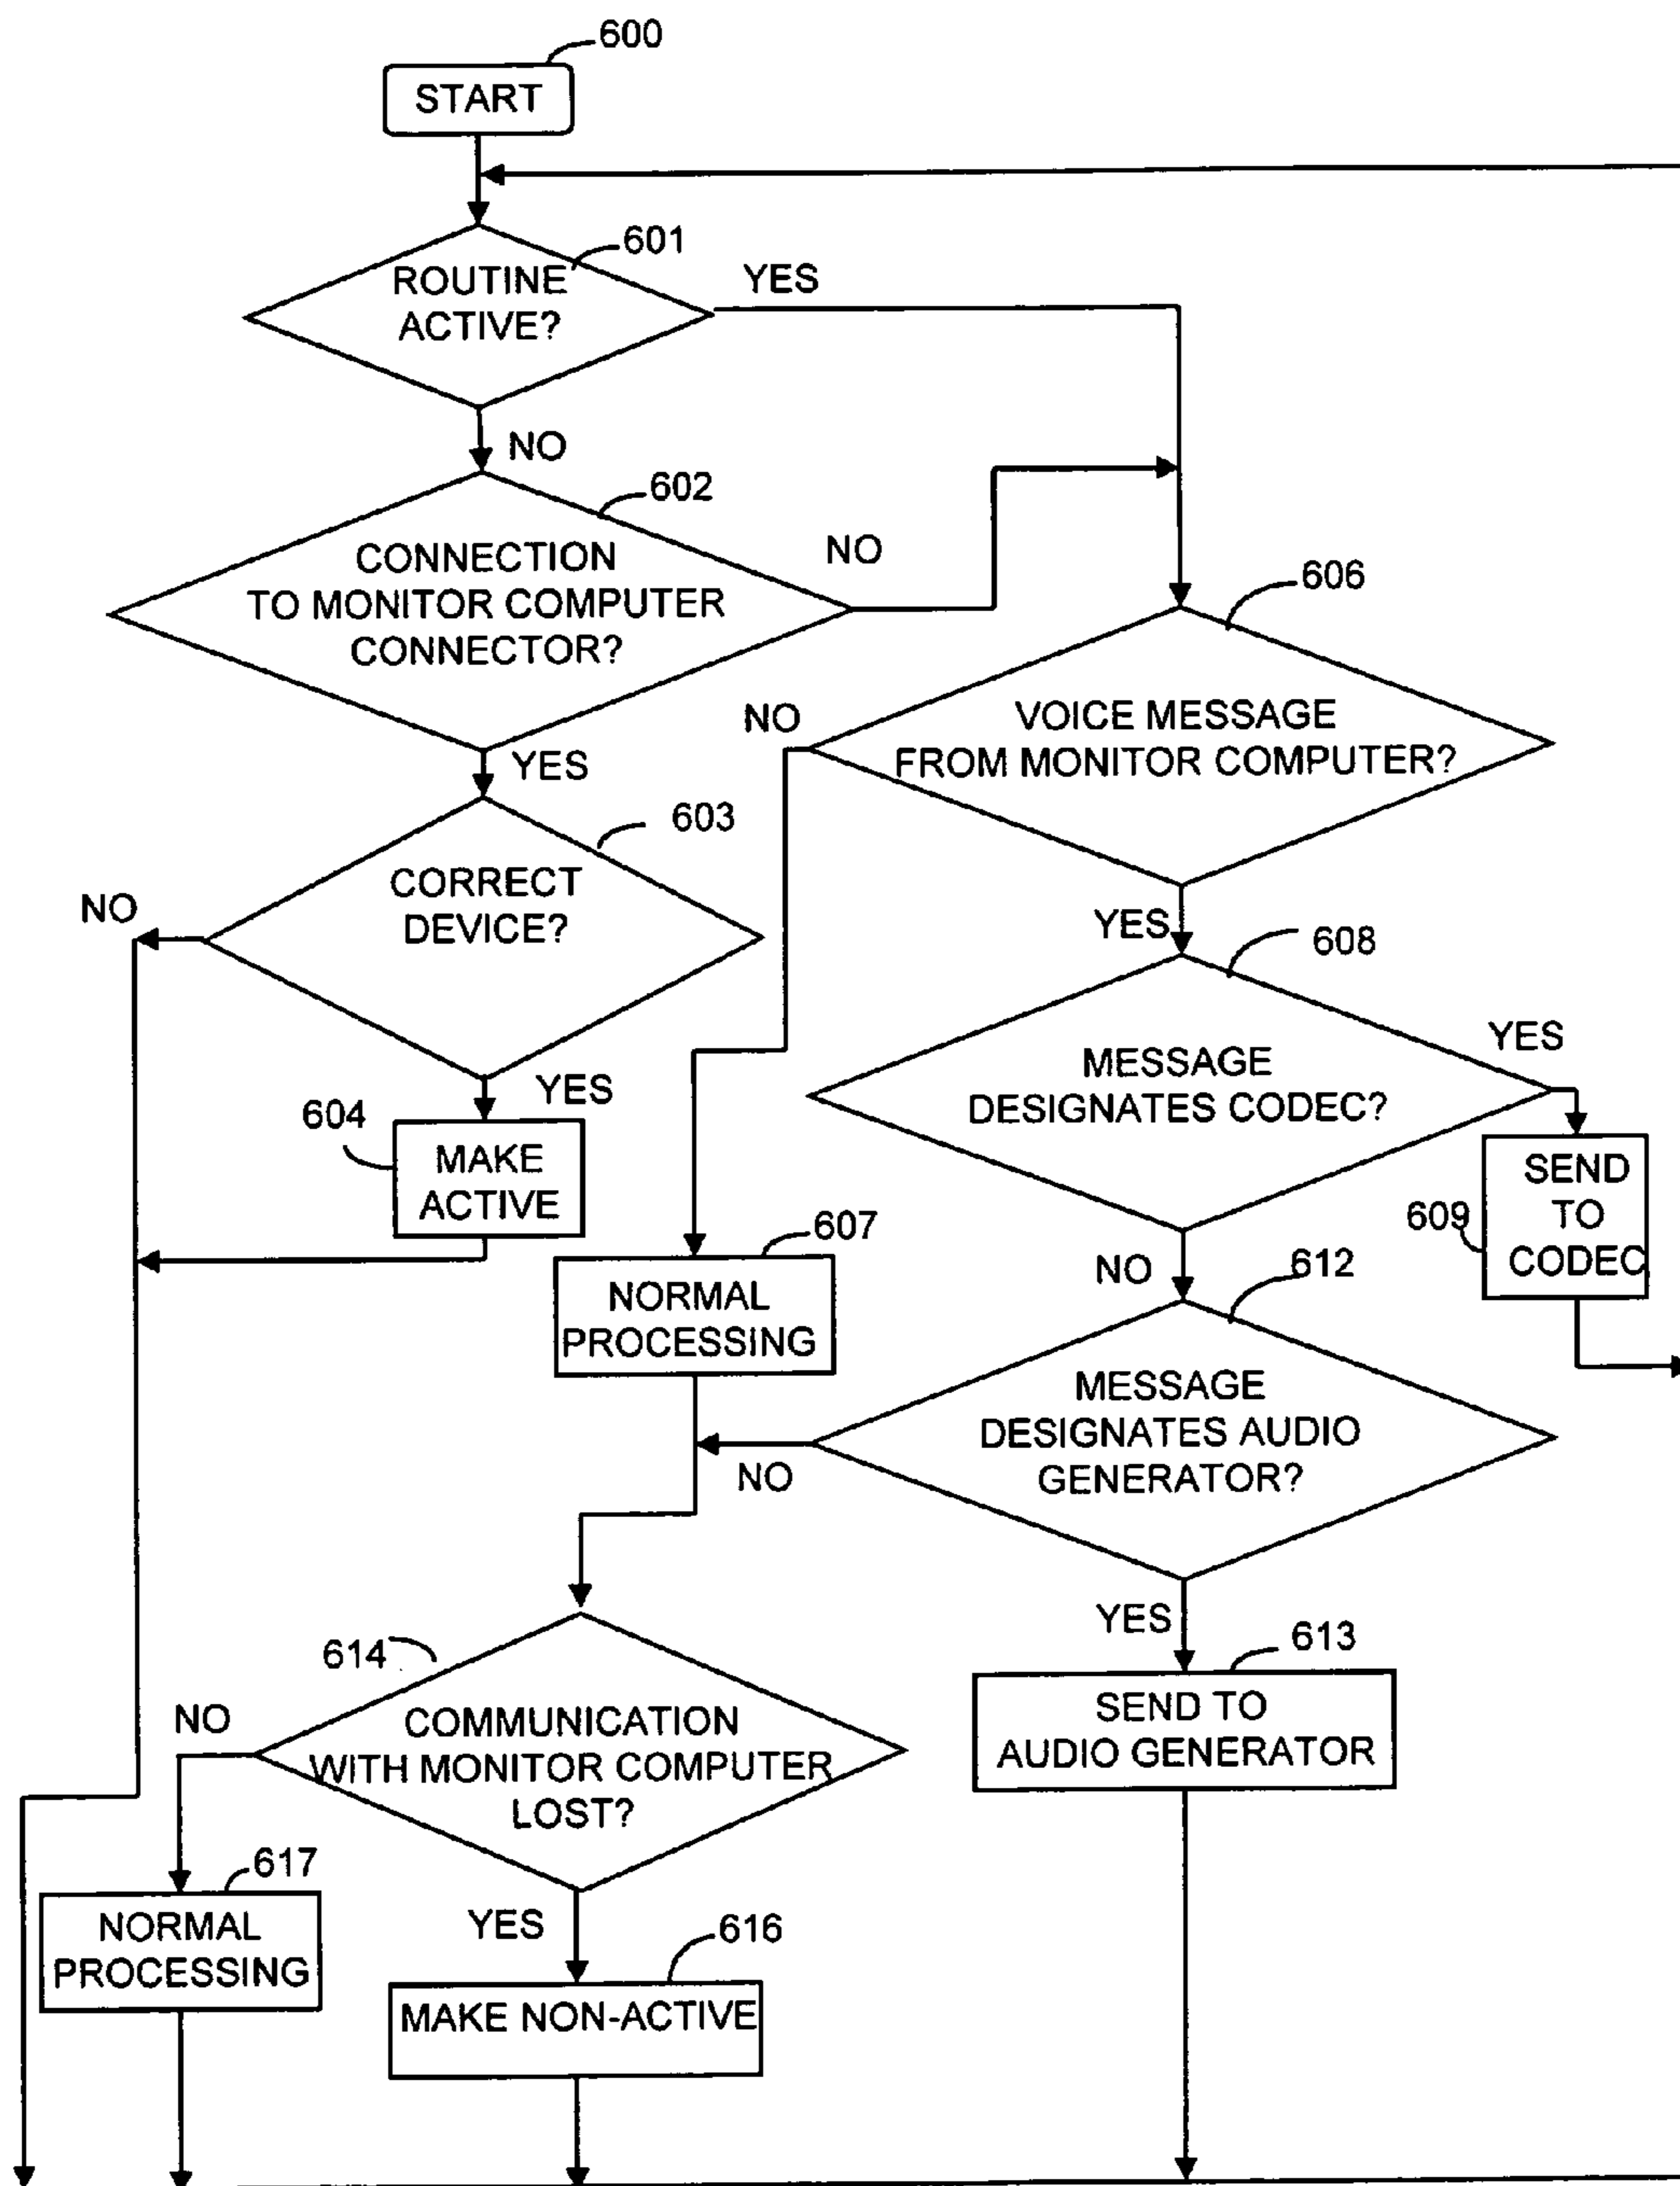 600
START
601
ROUTINE
ACTIVE?
YES
NO
602
CONNECTION
TO MONITOR COMPUTER
CONNECTOR?
NO
YES
606
VOICE MESSAGE
FROM MONITOR COMPUTER?
NO
YES
603
CORRECT
DEVICE?
NO
YES
604
MAKE
ACTIVE
608
MESSAGE
DESIGNATES CODEC?
YES
NO
609
SEND
TO
CODEC
607
NORMAL
PROCESSING
612
MESSAGE
DESIGNATES AUDIO
GENERATOR?
NO
YES
613
SEND TO
AUDIO GENERATOR
614
COMMUNICATION
WITH MONITOR COMPUTER
LOST?
NO
YES
617
NORMAL
PROCESSING
616
MAKE NON-ACTIVE